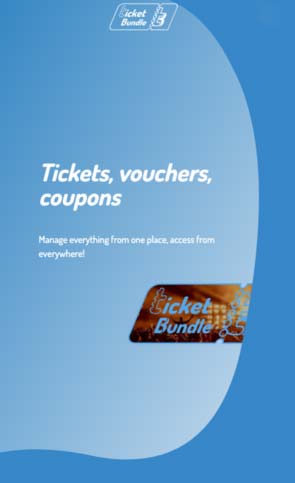 ticket
Bundle
Tickets, vouchers,
coupons
Manage everything from one place, access from
everywhere!
ticket
Bundle